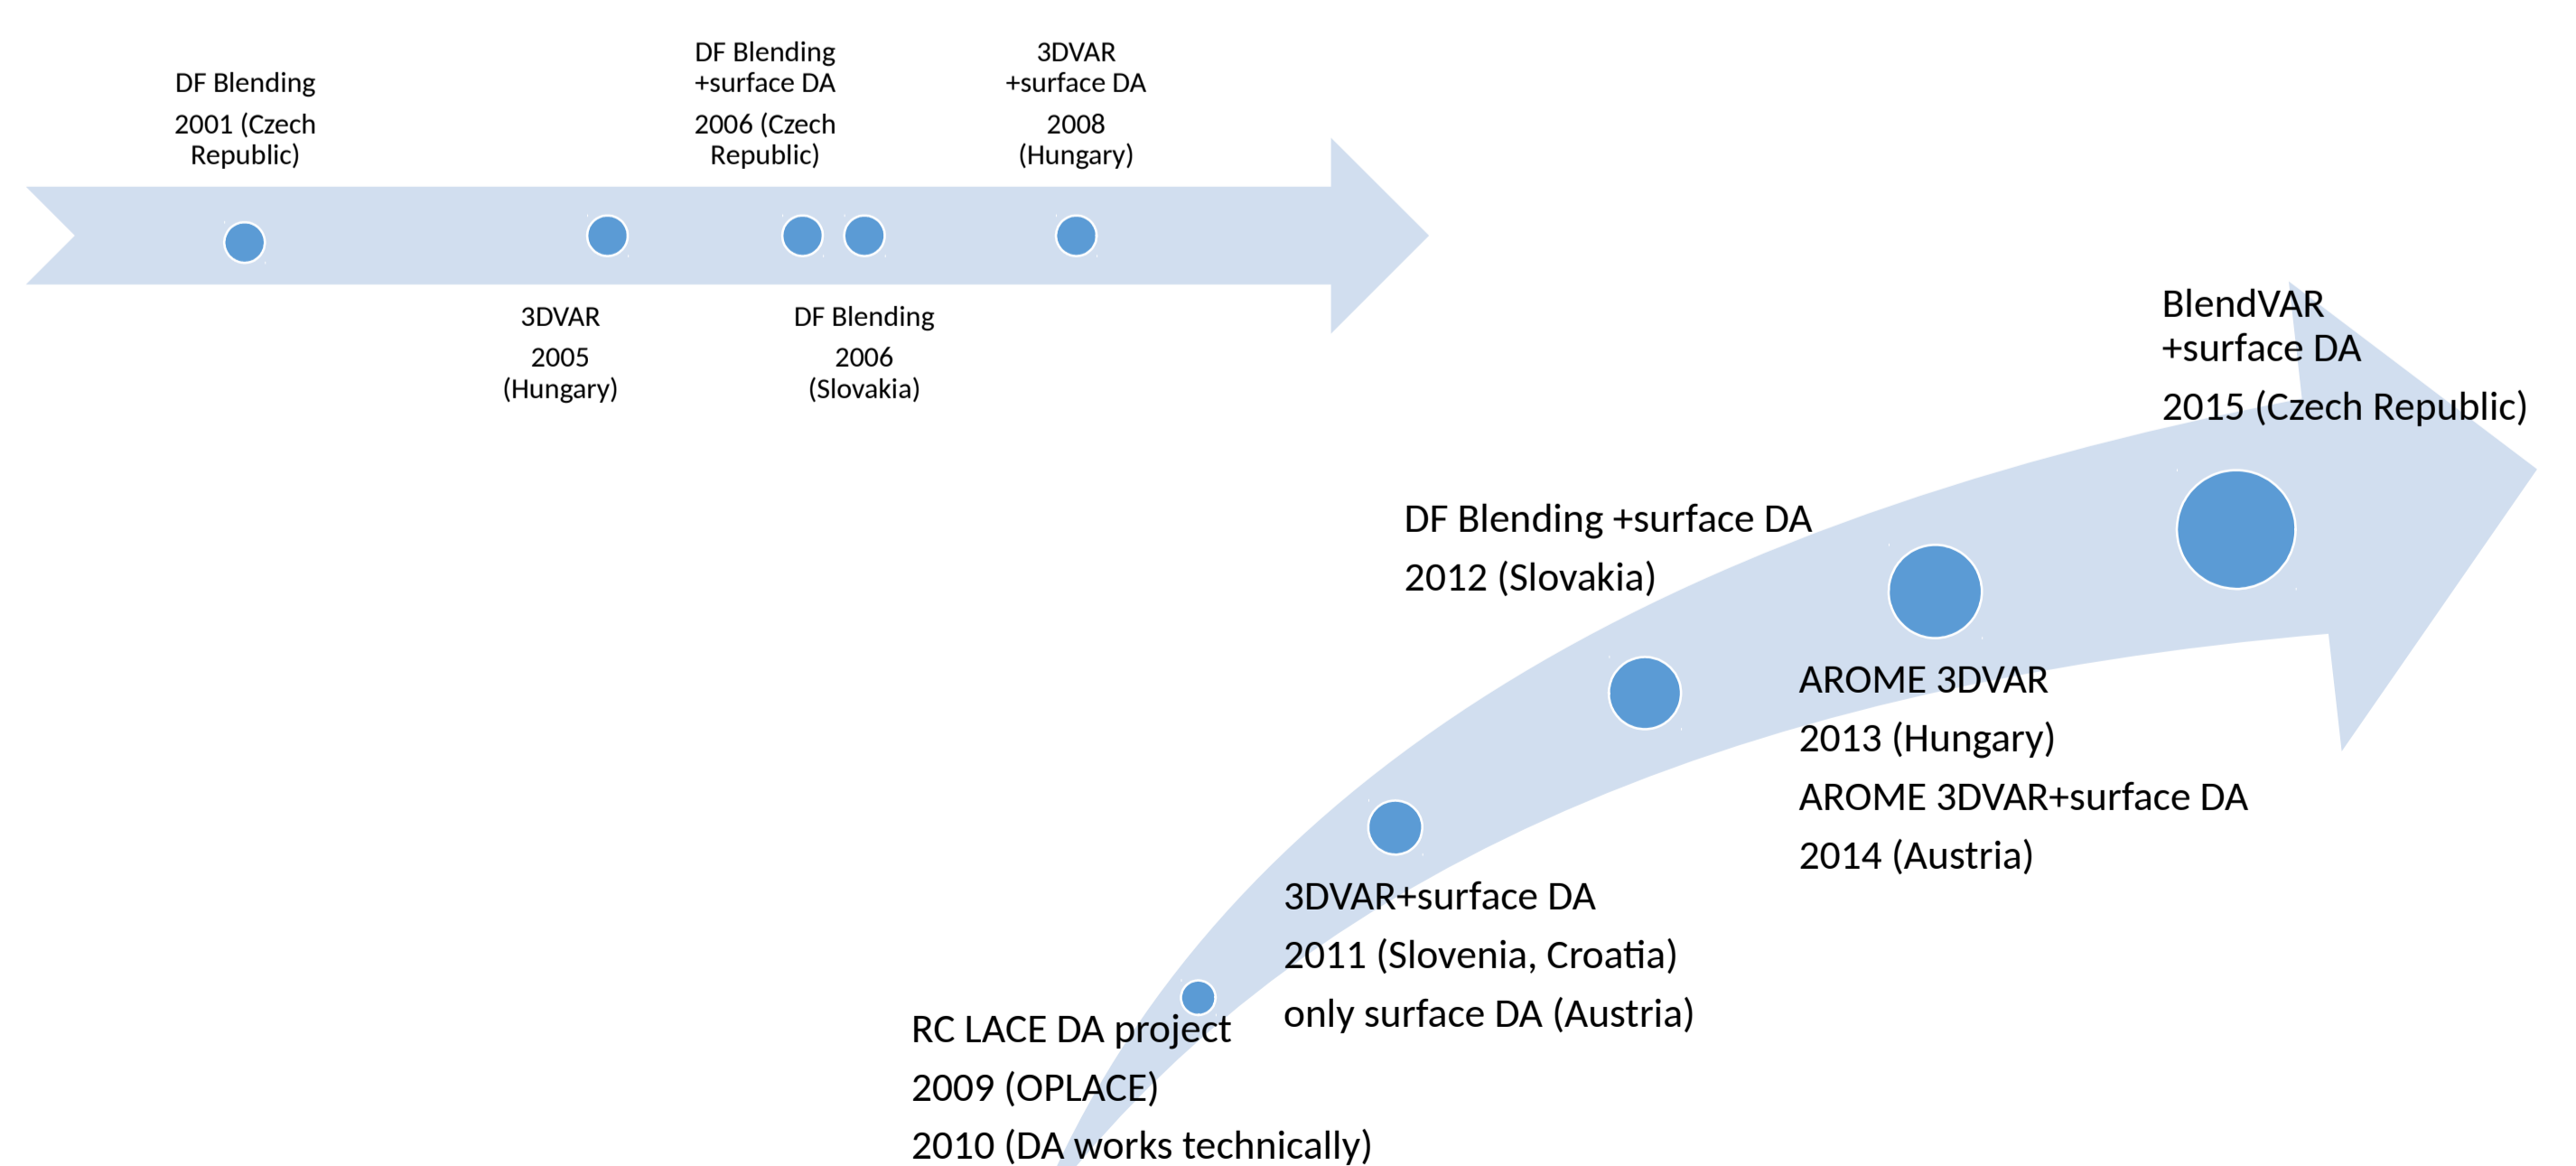 DF Blending
2001 (Czech
Republic)
3DVAR
2005
(Hungary)
DF Blending
+surface DA
2006 (Czech
Republic)
DF Blending
2006
(Slovakia)
3DVAR
+surface DA
2008
(Hungary)
RC LACE DA project
2009 (OPLACE)
2010 (DA works technically)
3DVAR+surface DA
2011 (Slovenia, Croatia)
only surface DA (Austria)
DF Blending +surface DA
2012 (Slovakia)
AROME 3DVAR
2013 (Hungary)
AROME 3DVAR+surface DA
2014 (Austria)
BlendVAR
+surface DA
2015 (Czech Republic)